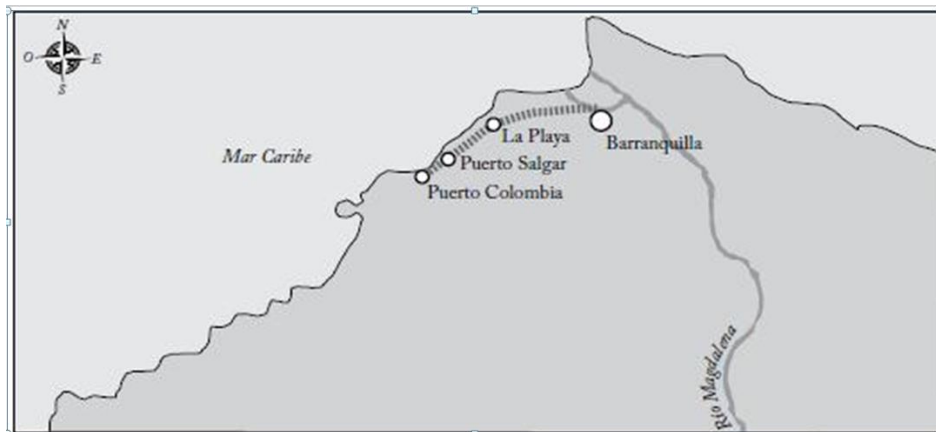 N
O
E
S
La Playa
Mar Caribe
Barranquilla
Puerto Salgar
Puerto Colombia
Río Magdalena